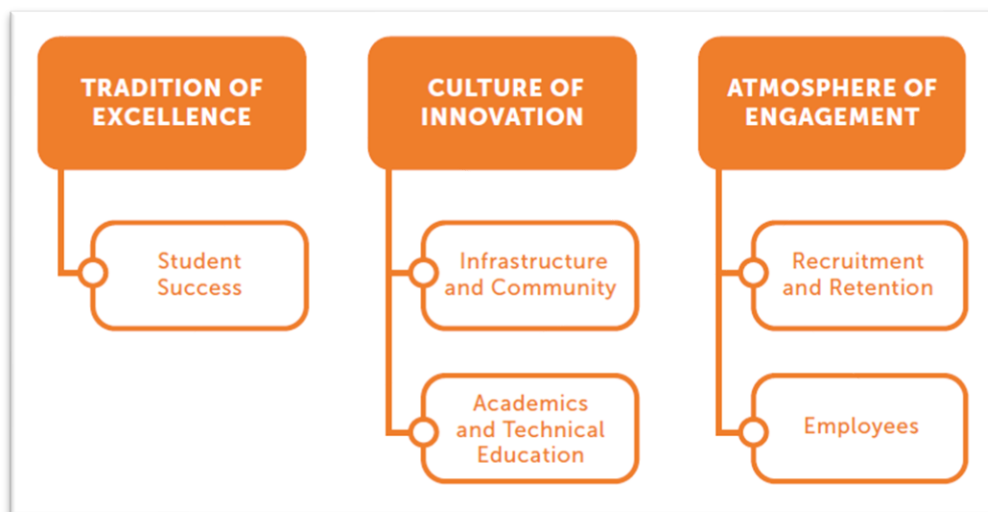 TRADITION OF
EXCELLENCE
Student
Success
CULTURE OF
INNOVATION
Infrastructure
and Community
Academics
and Technical
Education
ATMOSPHERE OF
ENGAGEMENT
Recruitment
and Retention
Employees